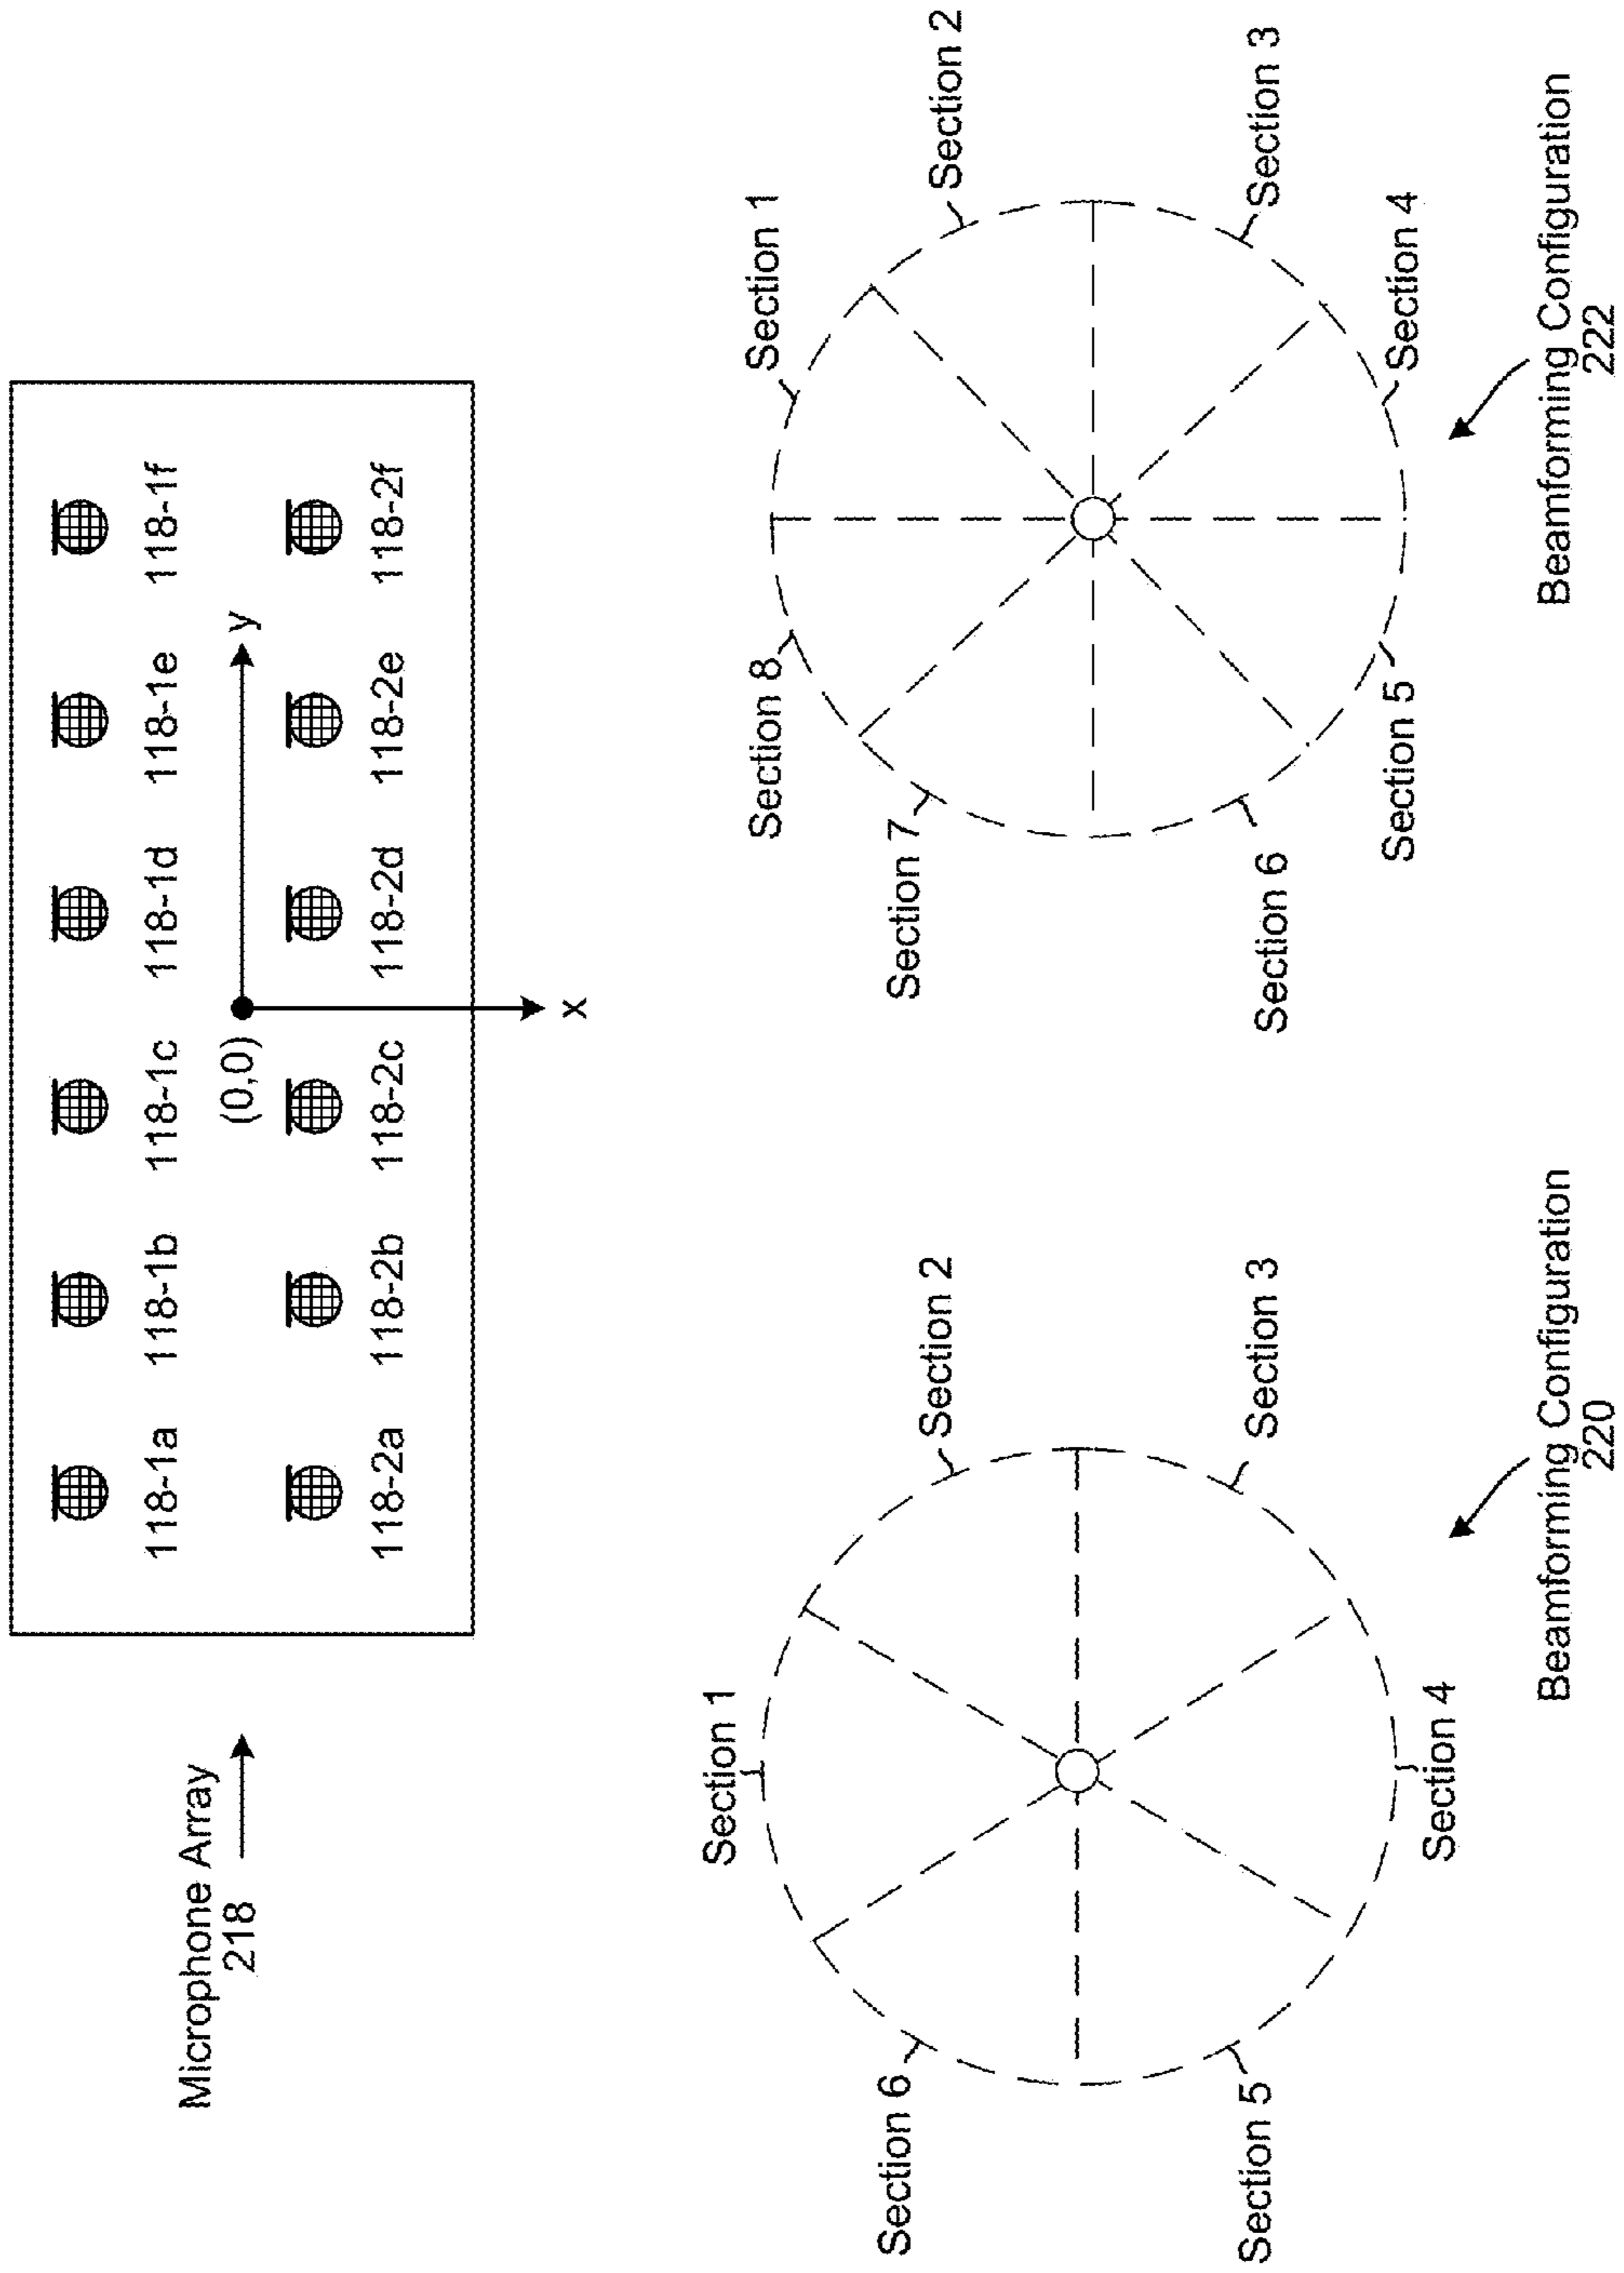 Microphone Array
218
118-1a
118-1b
118-1c
118-1d
118-1e
118-1f
(0,0)
y
x
118-2a
118-2b
118-2c
118-2d
118-2e
118-2f
Section 1
Section 2
Section 3
Section 4
Section 5
Section 6
Beamforming Configuration
220
Section 1
Section 2
Section 3
Section 4
Section 5
Section 6
Section 7
Section 8
Beamforming Configuration
222